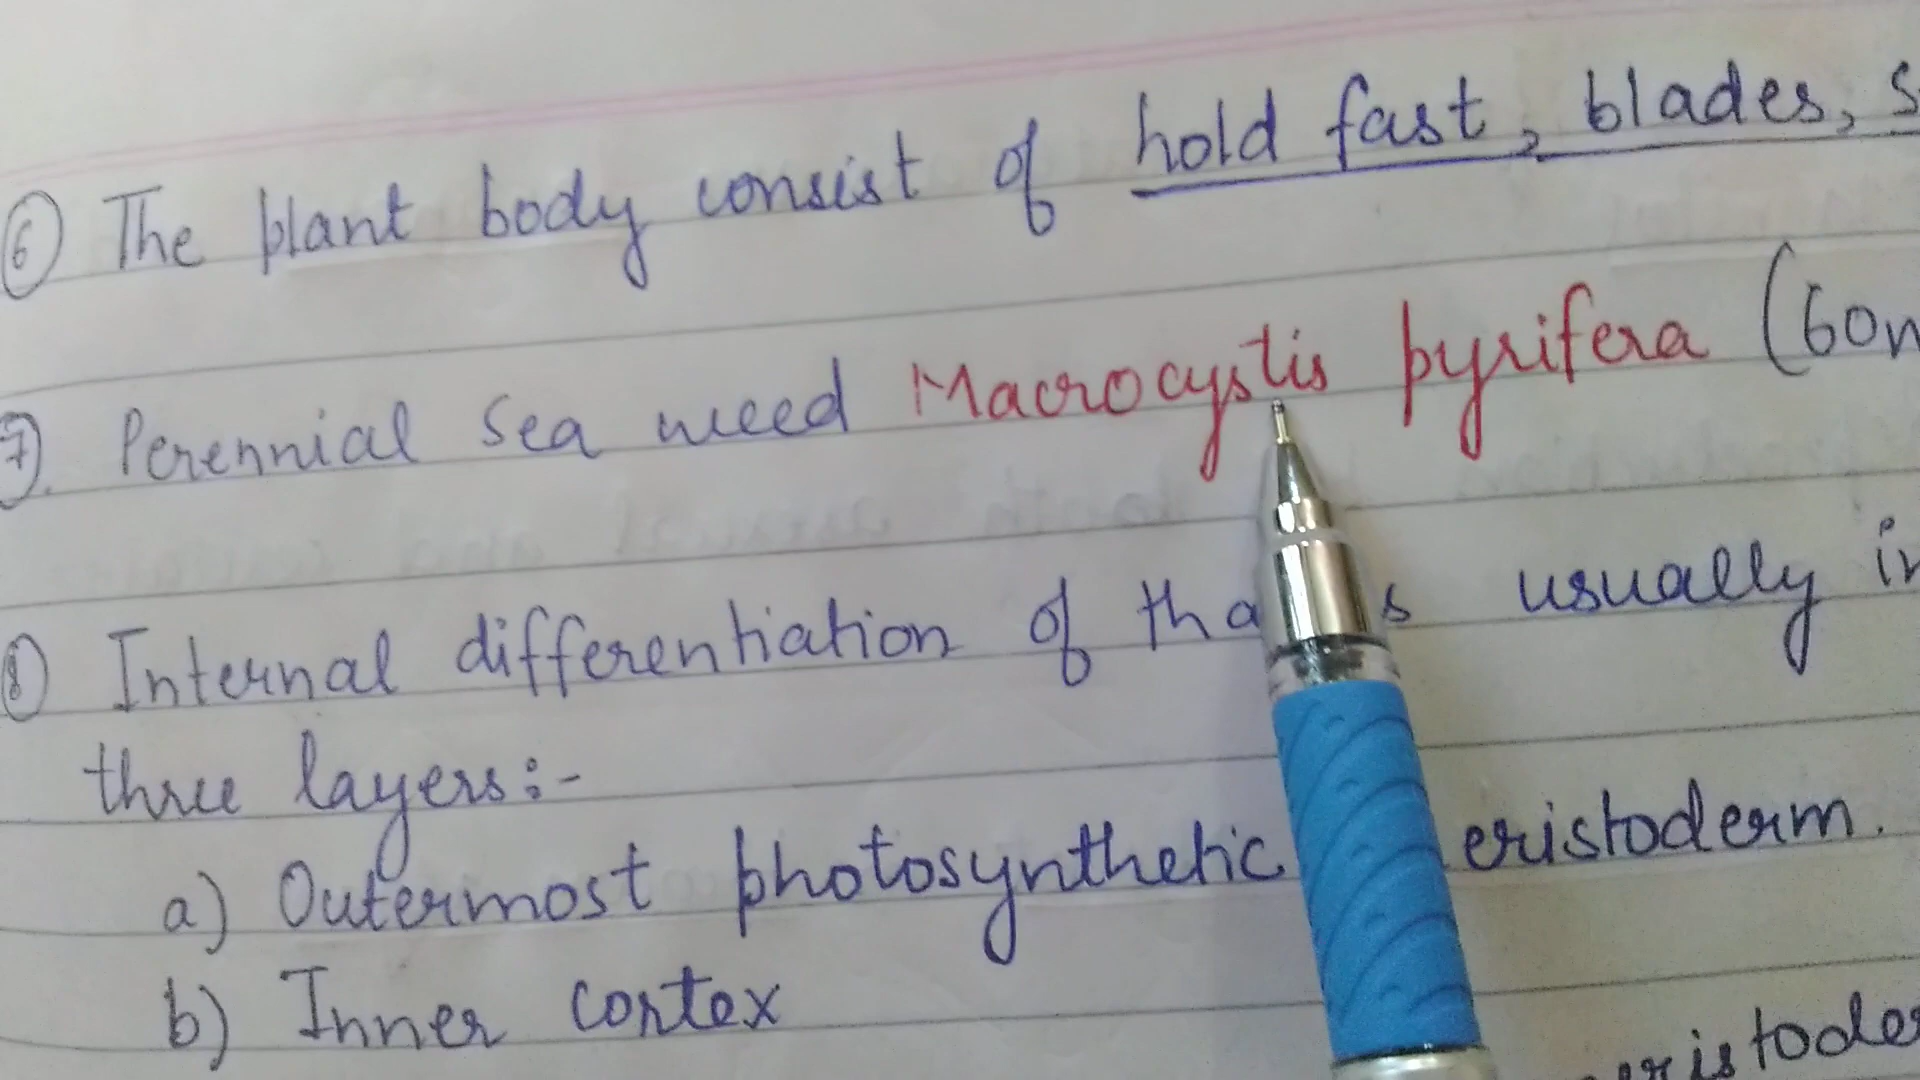 6 The plant body consist of hold fast, blades,
7. Perennial sea weed Macrocystis pyrifera (60m
8 Internal differentiation of usually
three layers:-
a) Outermost photosynthetic eristoderm.
b) Inner cortex